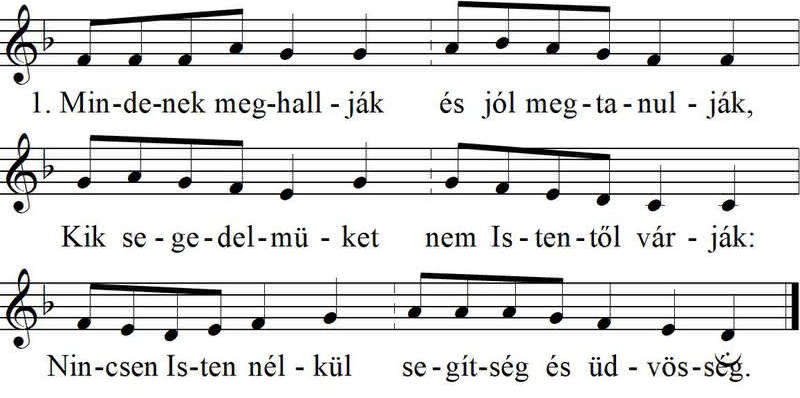 1. Min-de-nek meg-hall-ják és jól meg-ta-nul-ják,
Kik se-ge-del-mü-ket nem Is-ten-től vár-ják:
Nin-csen Is-ten nél-kül se-gít-ség és üd-vös-ség.